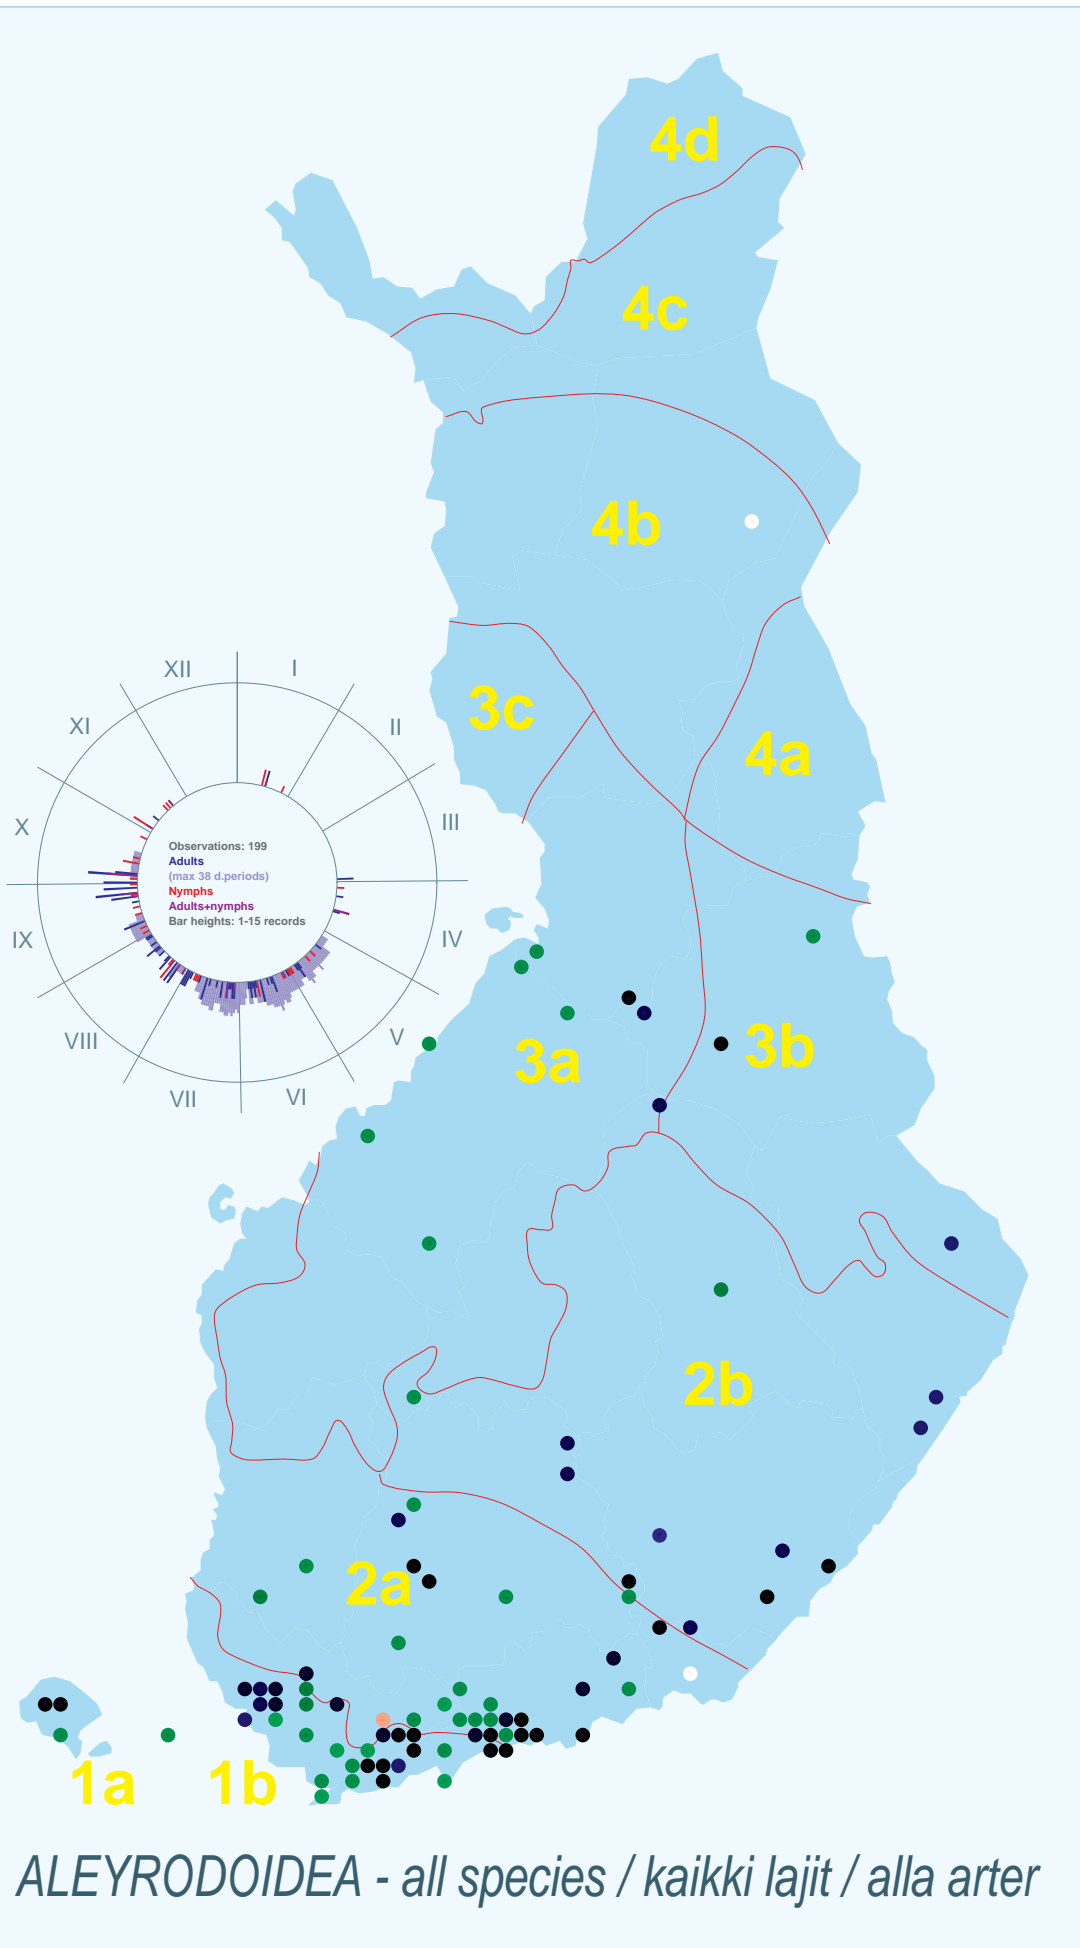 4d
4c
4b
3c
4a
XII
I
XI
II
X
III
Observations: 199
Adults
(max 38 d.periods)
Nymphs
Adults+nymphs
Bar heights: 1-15 records
IX
IV
VIII
V
VII
VI
3a
3b
2b
2a
1a
1b
ALEYRODOIDEA - all species / kaikki lajit / alla arter